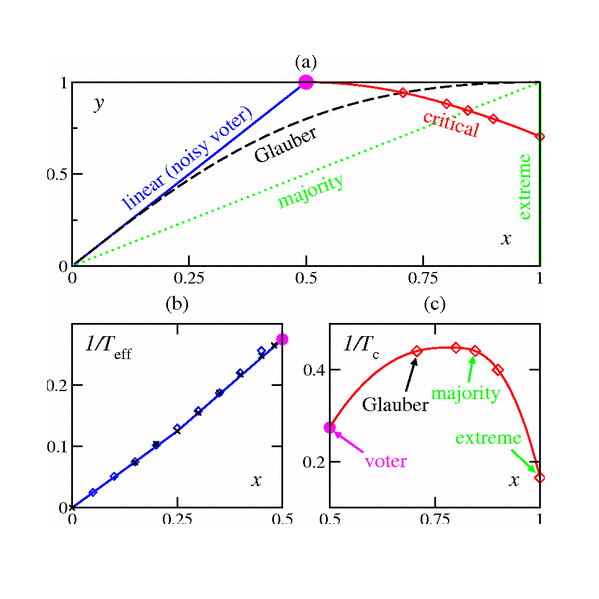 (a)
1
y
linear (noisy voter)
Glauber
critical
0.5
majority
extreme
x
0
0
0.25
0.5
0.75
1
(b)
(c)
1/Teff
1/Tc
0.4
0.2
Glauber
majority
0.1
extreme
voter
0.2
x
x
0
0
0.25
0.5
0.5
0.75
1